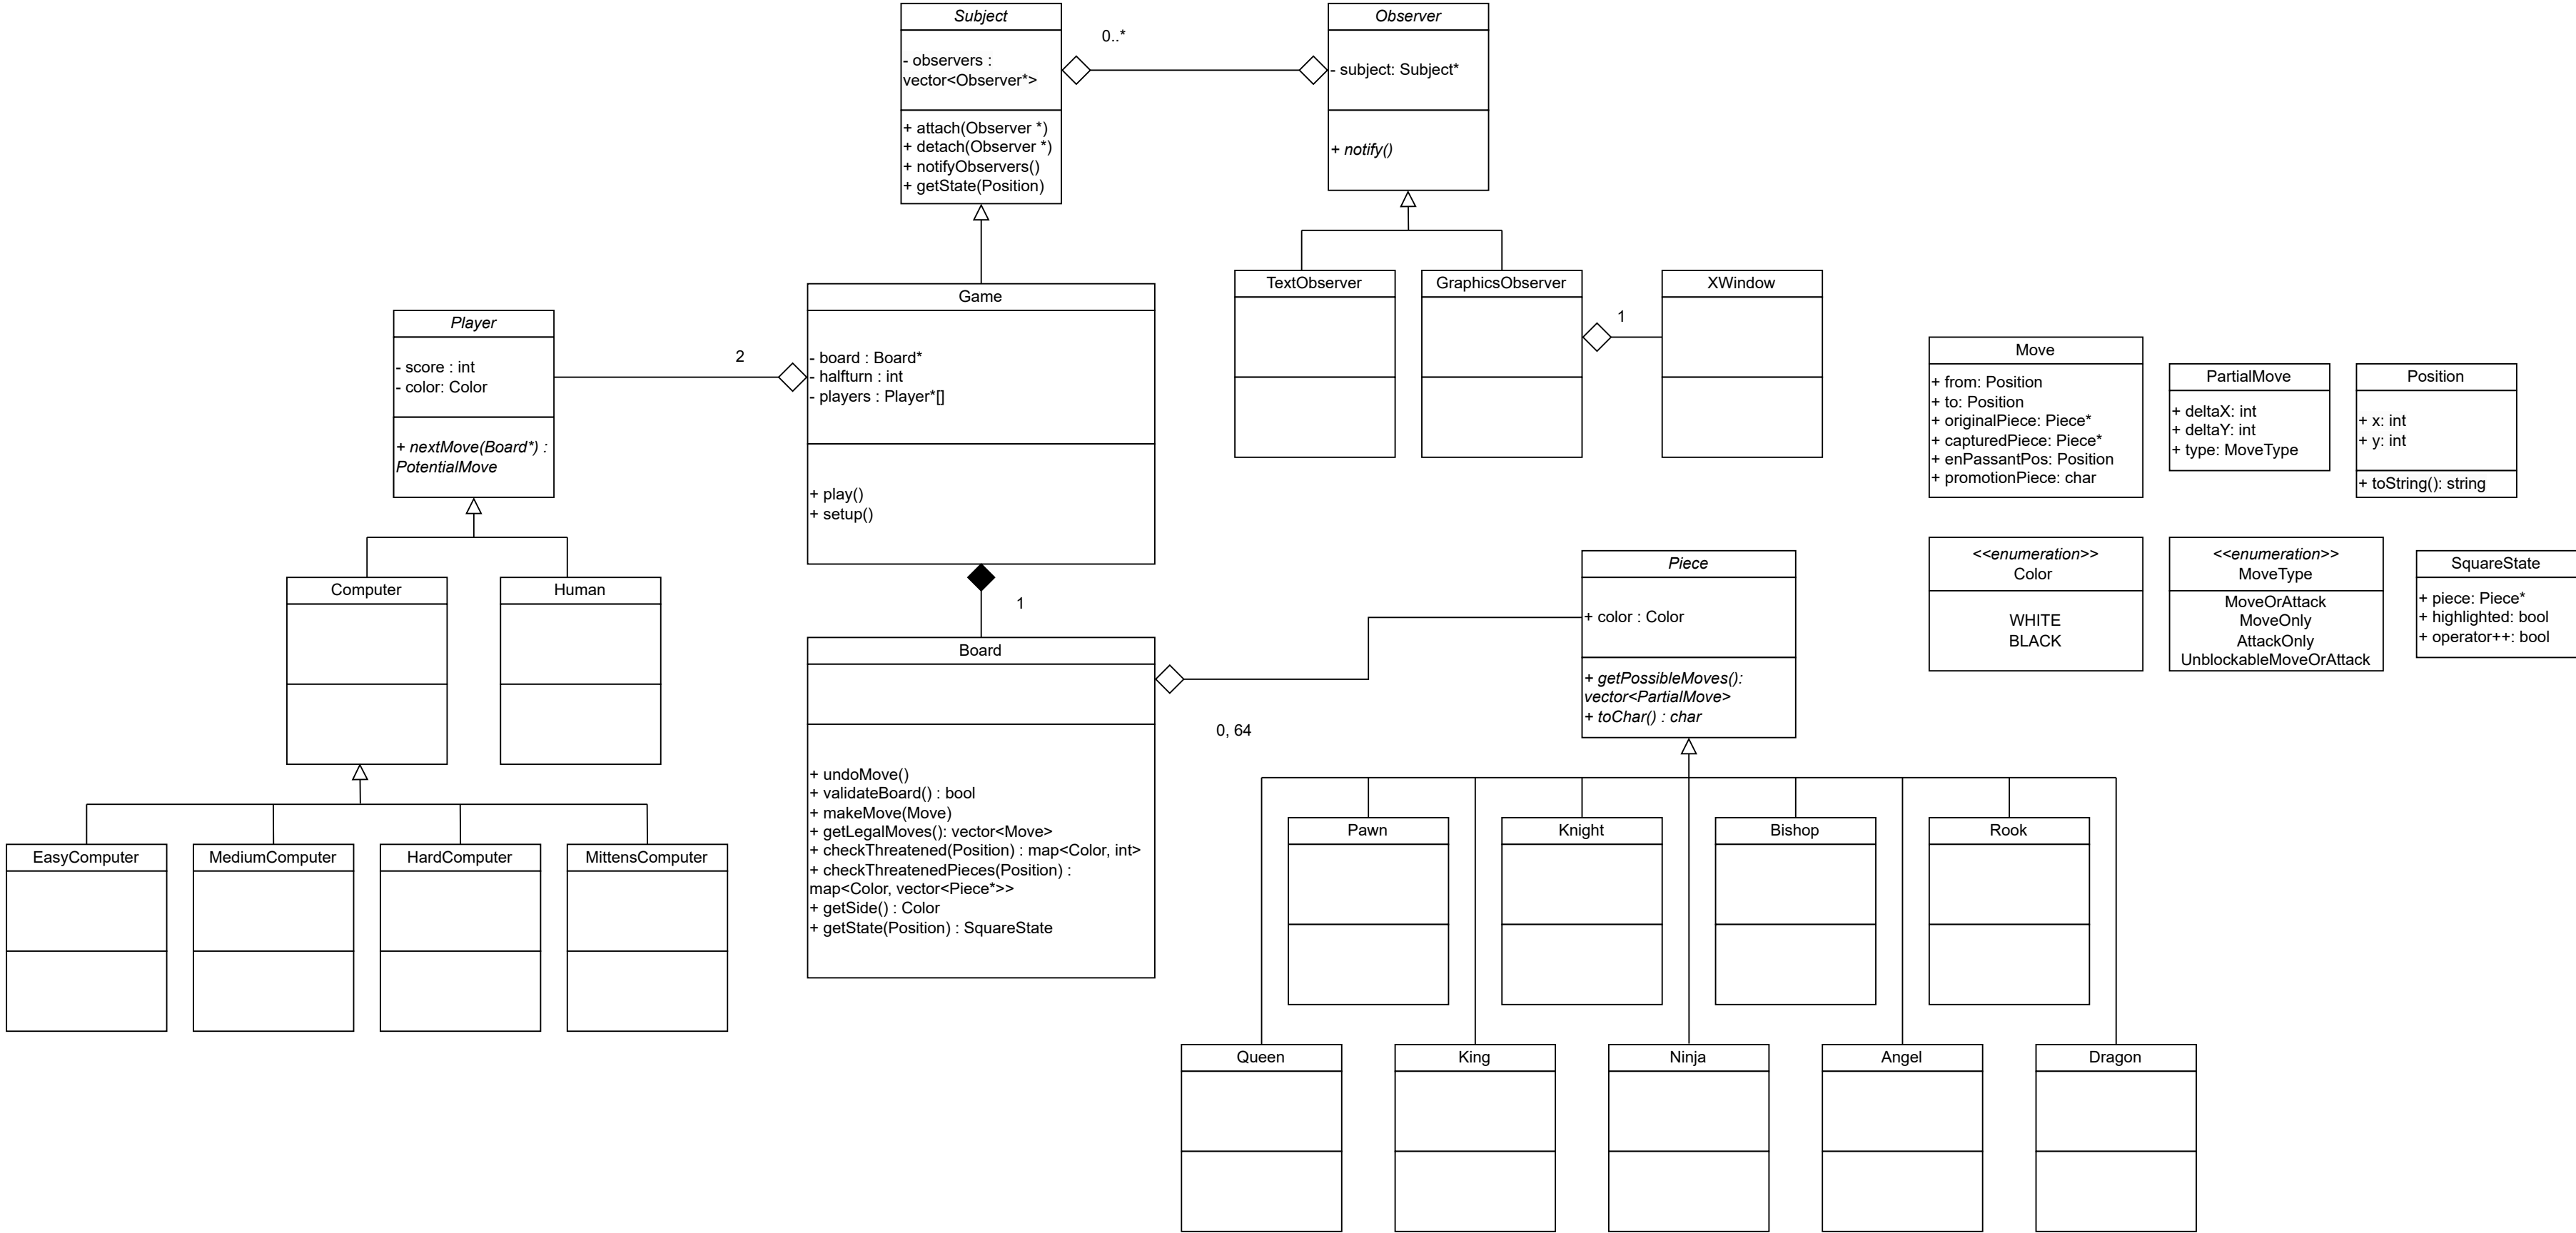 Subject
- observers :
vector<Observer*>
+ attach(Observer *)
+ detach(Observer *)
+ notifyObservers()
+ getState(Position)
0..*
Observer
- subject: Subject*
+ notify()
TextObserver
GraphicsObserver
1
XWindow
Game
- board : Board*
- halfturn : int
- players : Player*[]
+ play()
+ setup()
2
Player
- score : int
- color: Color
+ nextMove(Board*) :
PotentialMove
Computer
Human
EasyComputer
MediumComputer
HardComputer
MittensComputer
1
Board
+ undoMove()
+ validateBoard() : bool
+ makeMove(Move)
+ getLegalMoves(): vector<Move>
+ checkThreatened(Position) : map<Color, int>
+ checkThreatenedPieces(Position) :
map<Color, vector<Piece*>>
+ getSide() : Color
+ getState(Position) : SquareState
0, 64
Piece
+ color : Color
+ getPossibleMoves():
vector<PartialMove>
+ toChar() : char
Pawn
Knight
Bishop
Rook
Queen
King
Ninja
Angel
Dragon
Move
+ from: Position
+ to: Position
+ originalPiece: Piece*
+ capturedPiece: Piece*
+ enPassantPos: Position
+ promotionPiece: char
PartialMove
+ deltaX: int
+ deltaY: int
+ type: MoveType
Position
+ x: int
+ y: int
+ toString(): string
<<enumeration>>
Color
WHITE
BLACK
<<enumeration>>
MoveType
MoveOrAttack
MoveOnly
AttackOnly
UnblockableMoveOrAttack
SquareState
+ piece: Piece*
+ highlighted: bool
+ operator++: bool